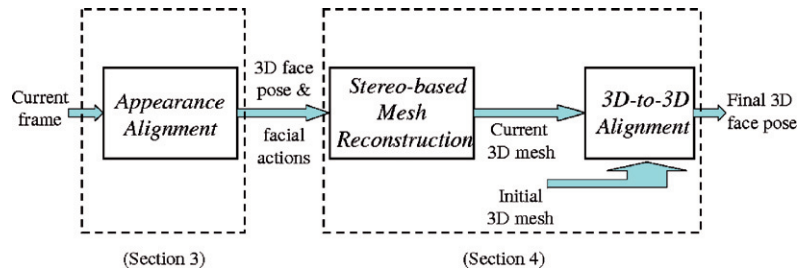 Current
frame
Appearance
Alignment
3D face
pose &
facial
actions
Stereo-based
Mesh
Reconstruction
Current
3D mesh
Initial
3D mesh
3D-to-3D
Alignment
Final 3D
face pose
(Section 3)
(Section 4)